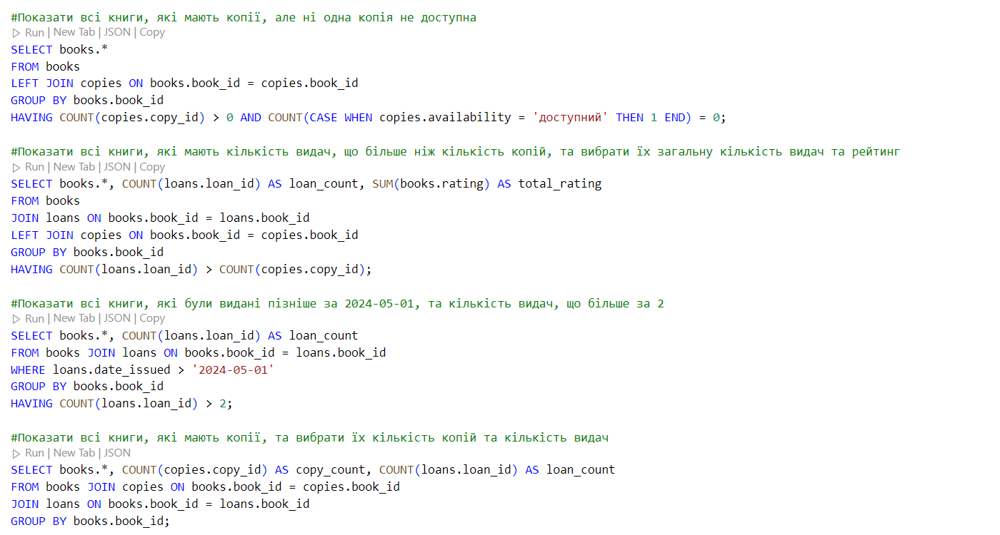 #Показати всі книги, які мають копії, але ні одна копія не доступна
▷ Run | New Tab | JSON | Copy
SELECT books.*
FROM books
LEFT JOIN copies ON books.book_id = copies.book_id
GROUP BY books.book_id
HAVING COUNT(copies.copy_id) > 0 AND COUNT(CASE WHEN copies.availability = 'доступний' THEN 1 END) = 0;
#Показати всі книги, які мають кількість видач, що більше ніж кількість копій, та вибрати їх загальну кількість видач та рейтинг
▷ Run | New Tab | JSON | Copy
SELECT books.*, COUNT(loans.loan_id) AS loan_count, SUM(books.rating) AS total_rating
FROM books
JOIN loans ON books.book_id = loans.book_id
LEFT JOIN copies ON books.book_id = copies.book_id
GROUP BY books.book_id
HAVING COUNT(loans.loan_id) > COUNT(copies.copy_id);
#Показати всі книги, які були видані пізніше за 2024-05-01, та кількість видач, що більше за 2
▷ Run | New Tab | JSON | Copy
SELECT books.*, COUNT(loans.loan_id) AS loan_count
FROM books JOIN loans ON books.book_id = loans.book_id
WHERE loans.date_issued > '2024-05-01'
GROUP BY books.book_id
HAVING COUNT(loans.loan_id) > 2;
#Показати всі книги, які мають копії, та вибрати їх кількість копій та кількість видач
▷ Run | New Tab | JSON
SELECT books.*, COUNT(copies.copy_id) AS copy_count, COUNT(loans.loan_id) AS loan_count
FROM books JOIN copies ON books.book_id = copies.book_id
JOIN loans ON books.book_id = loans.book_id
GROUP BY books.book_id;